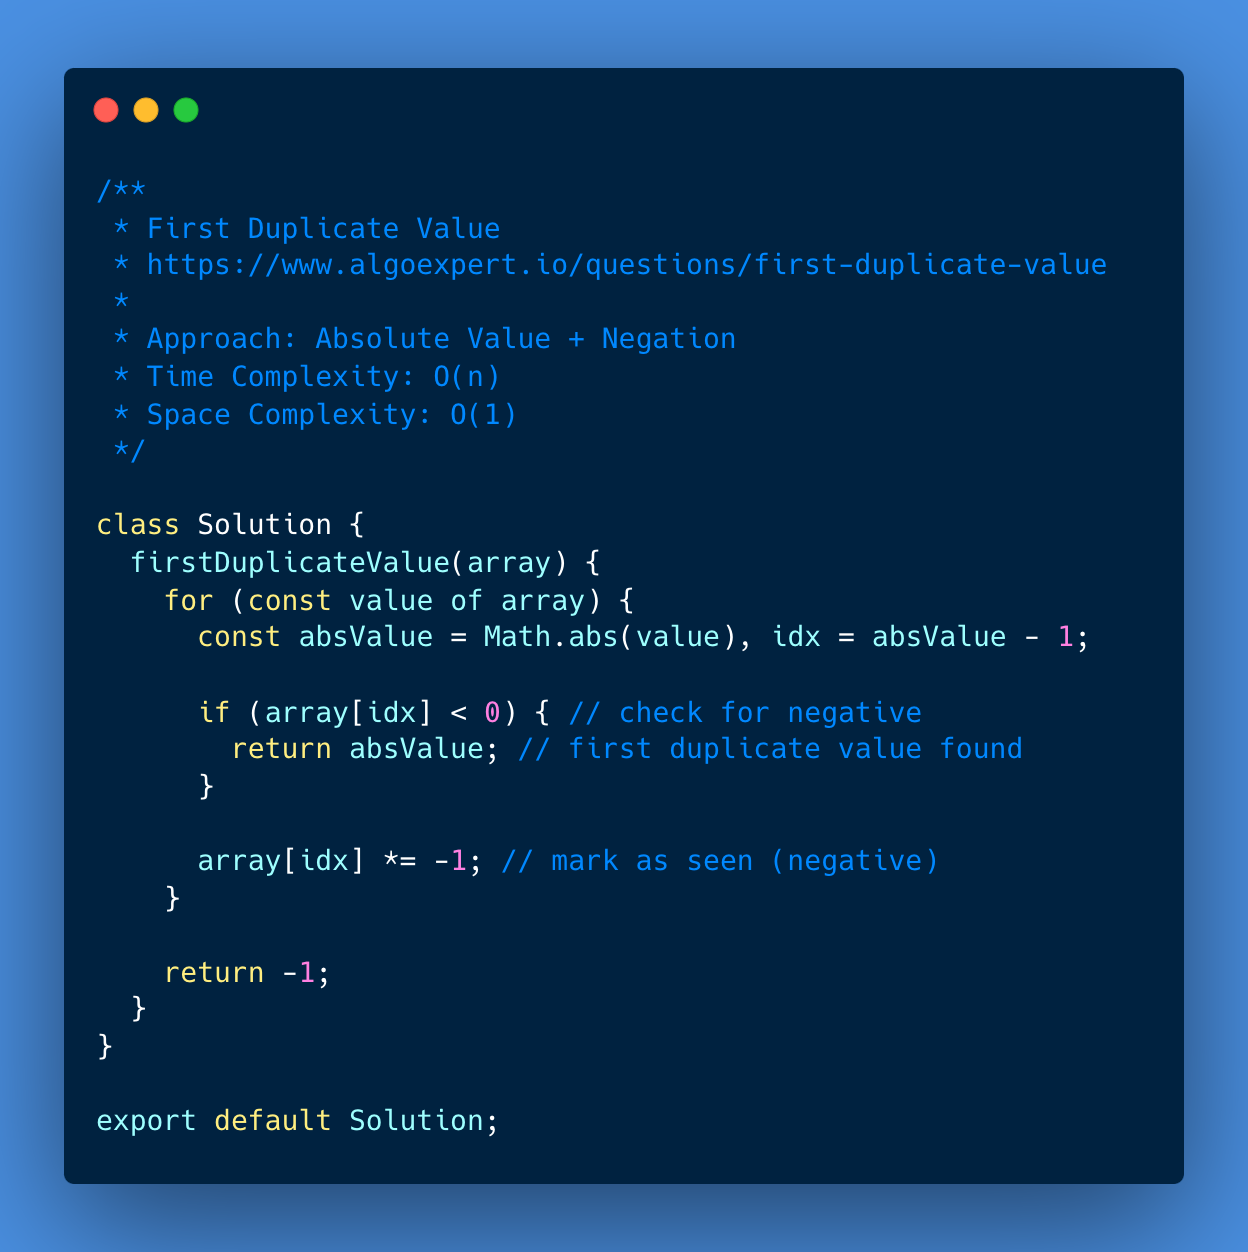 /**
 * First Duplicate Value
 * https://www.algoexpert.io/questions/first-duplicate-value
 *
 * Approach: Absolute Value + Negation
 * Time Complexity: O(n)
 * Space Complexity: O(1)
 */

class Solution {
  firstDuplicateValue(array) {
    for (const value of array) {
      const absValue = Math.abs(value), idx = absValue - 1;

      if (array[idx] < 0) { // check for negative
        return absValue; // first duplicate value found
      }

      array[idx] *= -1; // mark as seen (negative)
    }

    return -1;
  }
}

export default Solution;